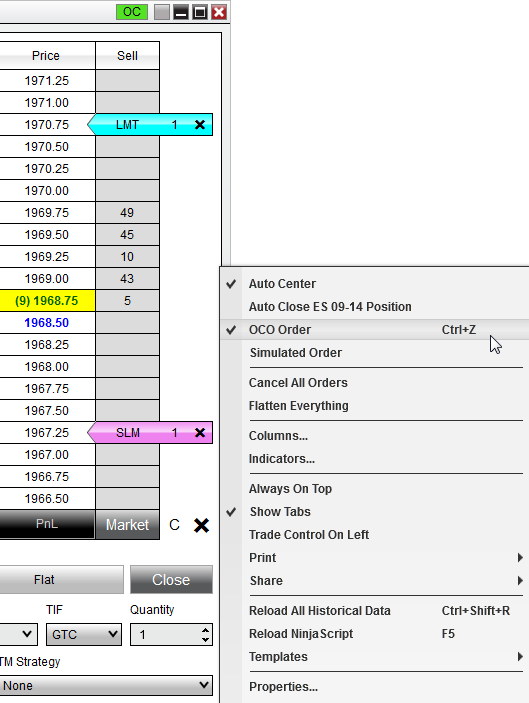 OC
Price Sell
1971.25
1971.00
1970.75 LMT 1
1970.50
1970.25
1970.00
1969.75 49
1969.50 45
1969.25 10
1969.00 43
(9) 1968.75 5
1968.50
1968.25
1968.00
1967.75
1967.50
1967.25 SLM 1
1967.00
1966.75
1966.50
PnL Market C
Flat Close
TIF Quantity
GTC 1
TM Strategy
None
Auto Center
Auto Close ES 09-14 Position
OCO Order Ctrl+Z
Simulated Order
Cancel All Orders
Flatten Everything
Columns...
Indicators...
Always On Top
Show Tabs
Trade Control On Left
Print
Share
Reload All Historical Data Ctrl+Shift+R
Reload NinjaScript F5
Templates
Properties...